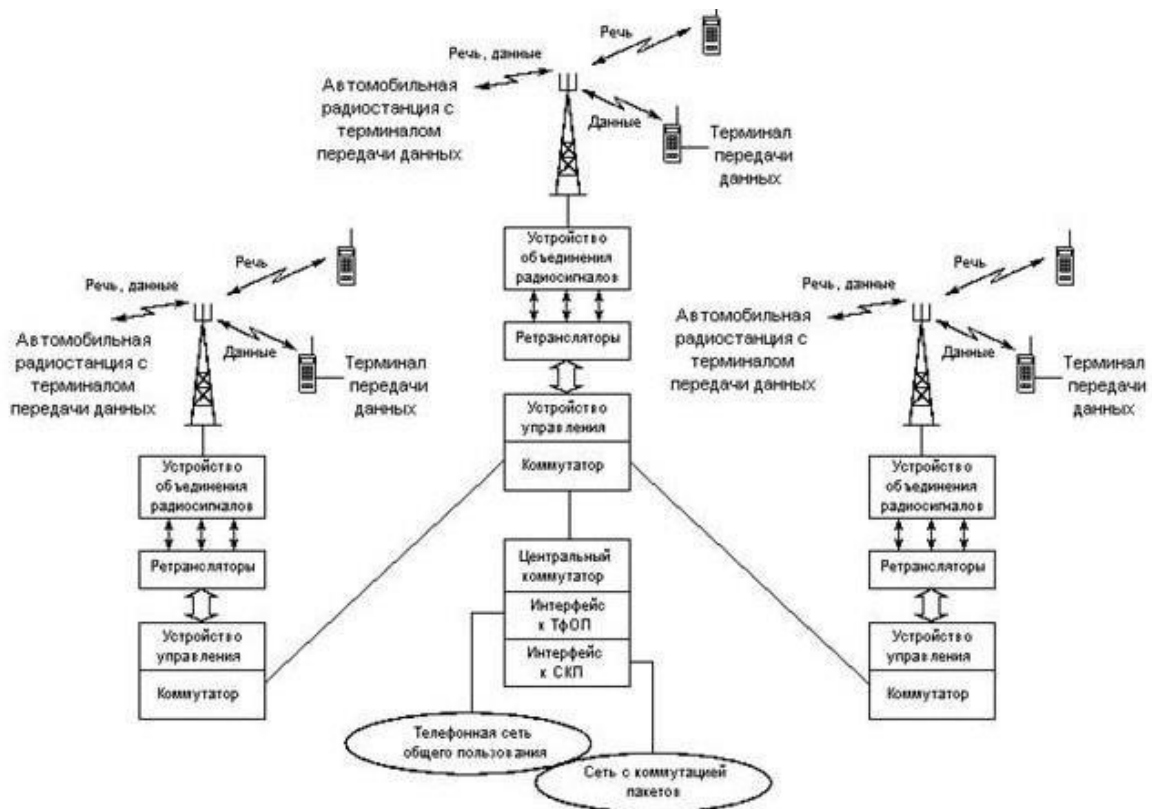 Речь
Речь, данные
Автомобильная
радиостанция с
терминалом
передачи данных
Данные
Терминал
передачи
данных
Устройство
объединения
радиосигналов
Ретрансляторы
Устройство
управления
Коммутатор
Речь
Речь, данные
Автомобильная
радиостанция с
терминалом
передачи данных
Данные
Терминал
передачи
данных
Устройство
объединения
радиосигналов
Ретрансляторы
Устройство
управления
Коммутатор
Речь
Речь, данные
Автомобильная
радиостанция с
терминалом
передачи данных
Данные
Терминал
передачи
данных
Устройство
объединения
радиосигналов
Ретрансляторы
Устройство
управления
Коммутатор
Центральный
коммутатор
Интерфейс
к ТфОП
Интерфейс
к СКП
Телефонная сеть
общего пользования
Сеть с коммутацией
пакетов